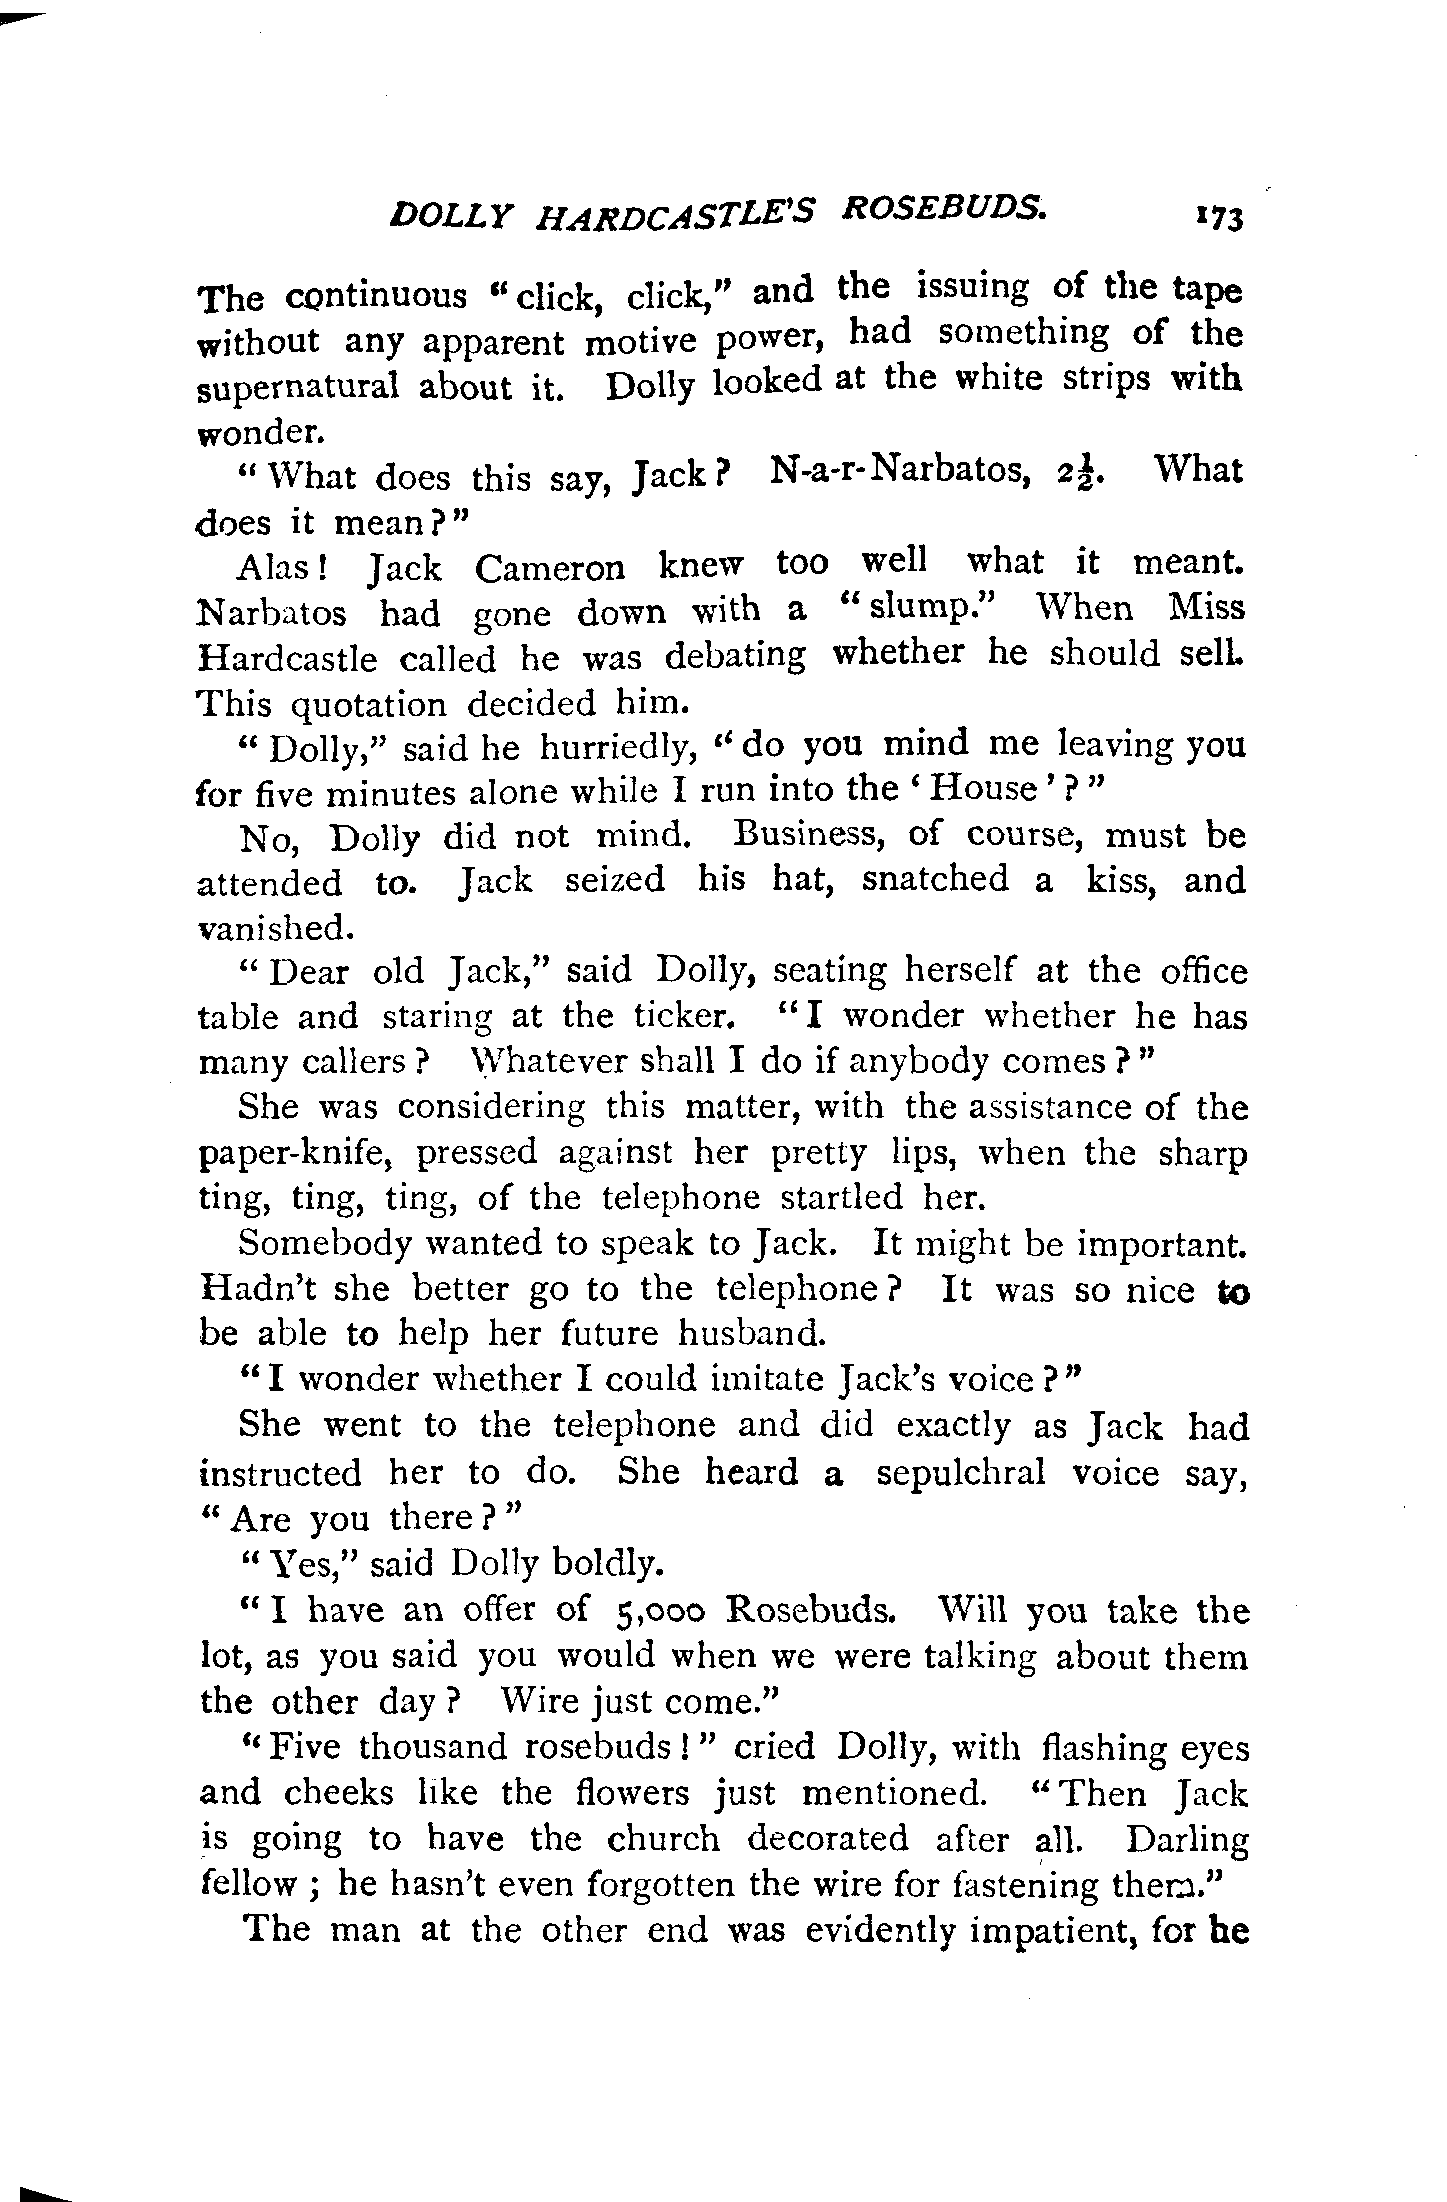 DOLLY HARDCASTLE'S ROSEBUDS. 173
The continuous “click, click,” and the issuing of the tape
without any apparent motive power, had something of the
supernatural about it. Dolly looked at the white strips with
wonder.
“What does this say, Jack? N-a-r-Narbatos, 2½. What
does it mean?”
Alas! Jack Cameron knew too well what it meant.
Narbatos had gone down with a “slump.” When Miss
Hardcastle called he was debating whether he should sell.
This quotation decided him.
“Dolly,” said he hurriedly, “do you mind me leaving you
for five minutes alone while I run into the ‘House’?”
No, Dolly did not mind. Business, of course, must be
attended to. Jack seized his hat, snatched a kiss, and
vanished.
“Dear old Jack,” said Dolly, seating herself at the office
table and staring at the ticker. “I wonder whether he has
many callers? Whatever shall I do if anybody comes?”
She was considering this matter, with the assistance of the
paper-knife, pressed against her pretty lips, when the sharp
ting, ting, ting, of the telephone startled her.
Somebody wanted to speak to Jack. It might be important.
Hadn't she better go to the telephone? It was so nice to
be able to help her future husband.
“I wonder whether I could imitate Jack's voice?”
She went to the telephone and did exactly as Jack had
instructed her to do. She heard a sepulchral voice say,
“Are you there?”
“Yes,” said Dolly boldly.
“I have an offer of 5,000 Rosebuds. Will you take the
lot, as you said you would when we were talking about them
the other day? Wire just come.”
“Five thousand rosebuds!” cried Dolly, with flashing eyes
and cheeks like the flowers just mentioned. “Then Jack
is going to have the church decorated after all. Darling
fellow; he hasn't even forgotten the wire for fastening them.”
The man at the other end was evidently impatient, for he